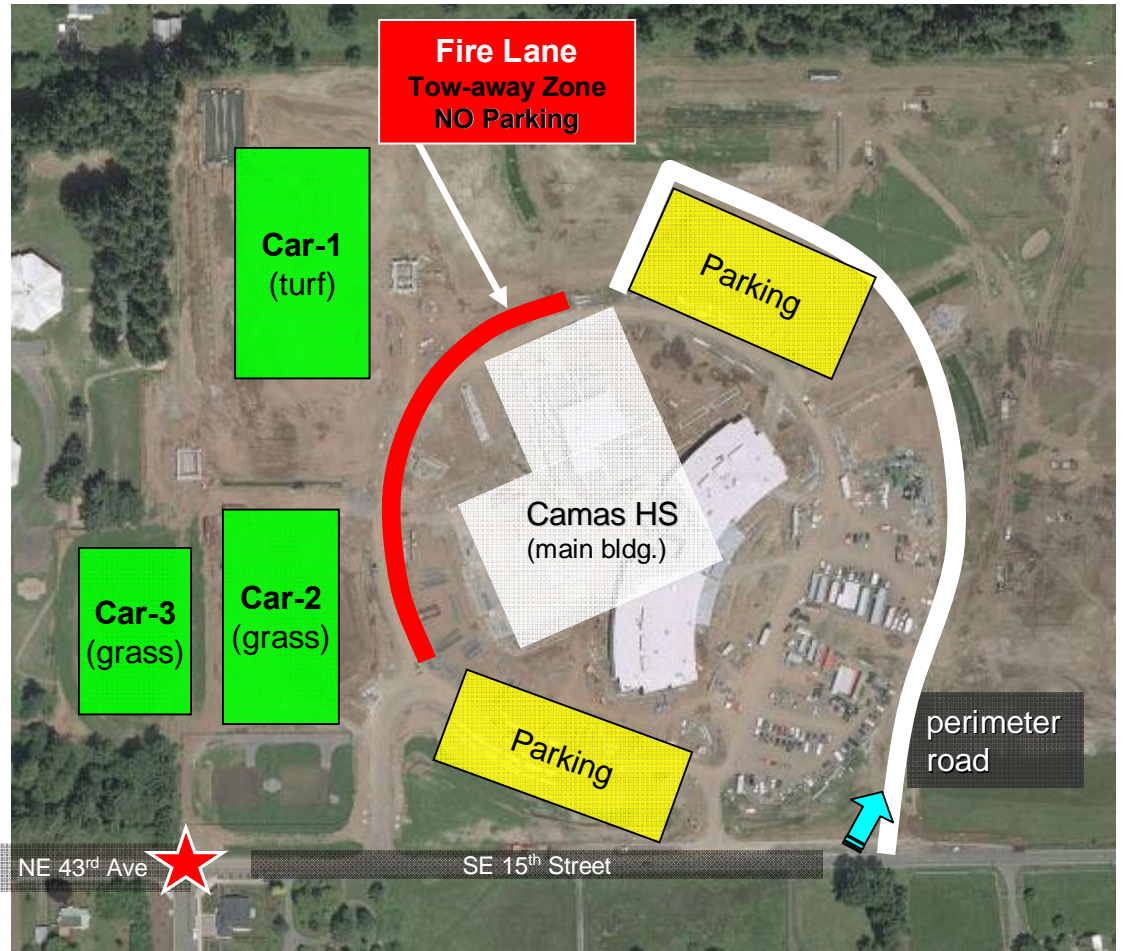 Fire Lane
Tow-away Zone
NO Parking
Car-1
(turf)
Parking
Camas HS
(main bldg.)
Car-3
(grass)
Car-2
(grass)
Parking
perimeter
road
NE 43rd Ave
SE 15th Street